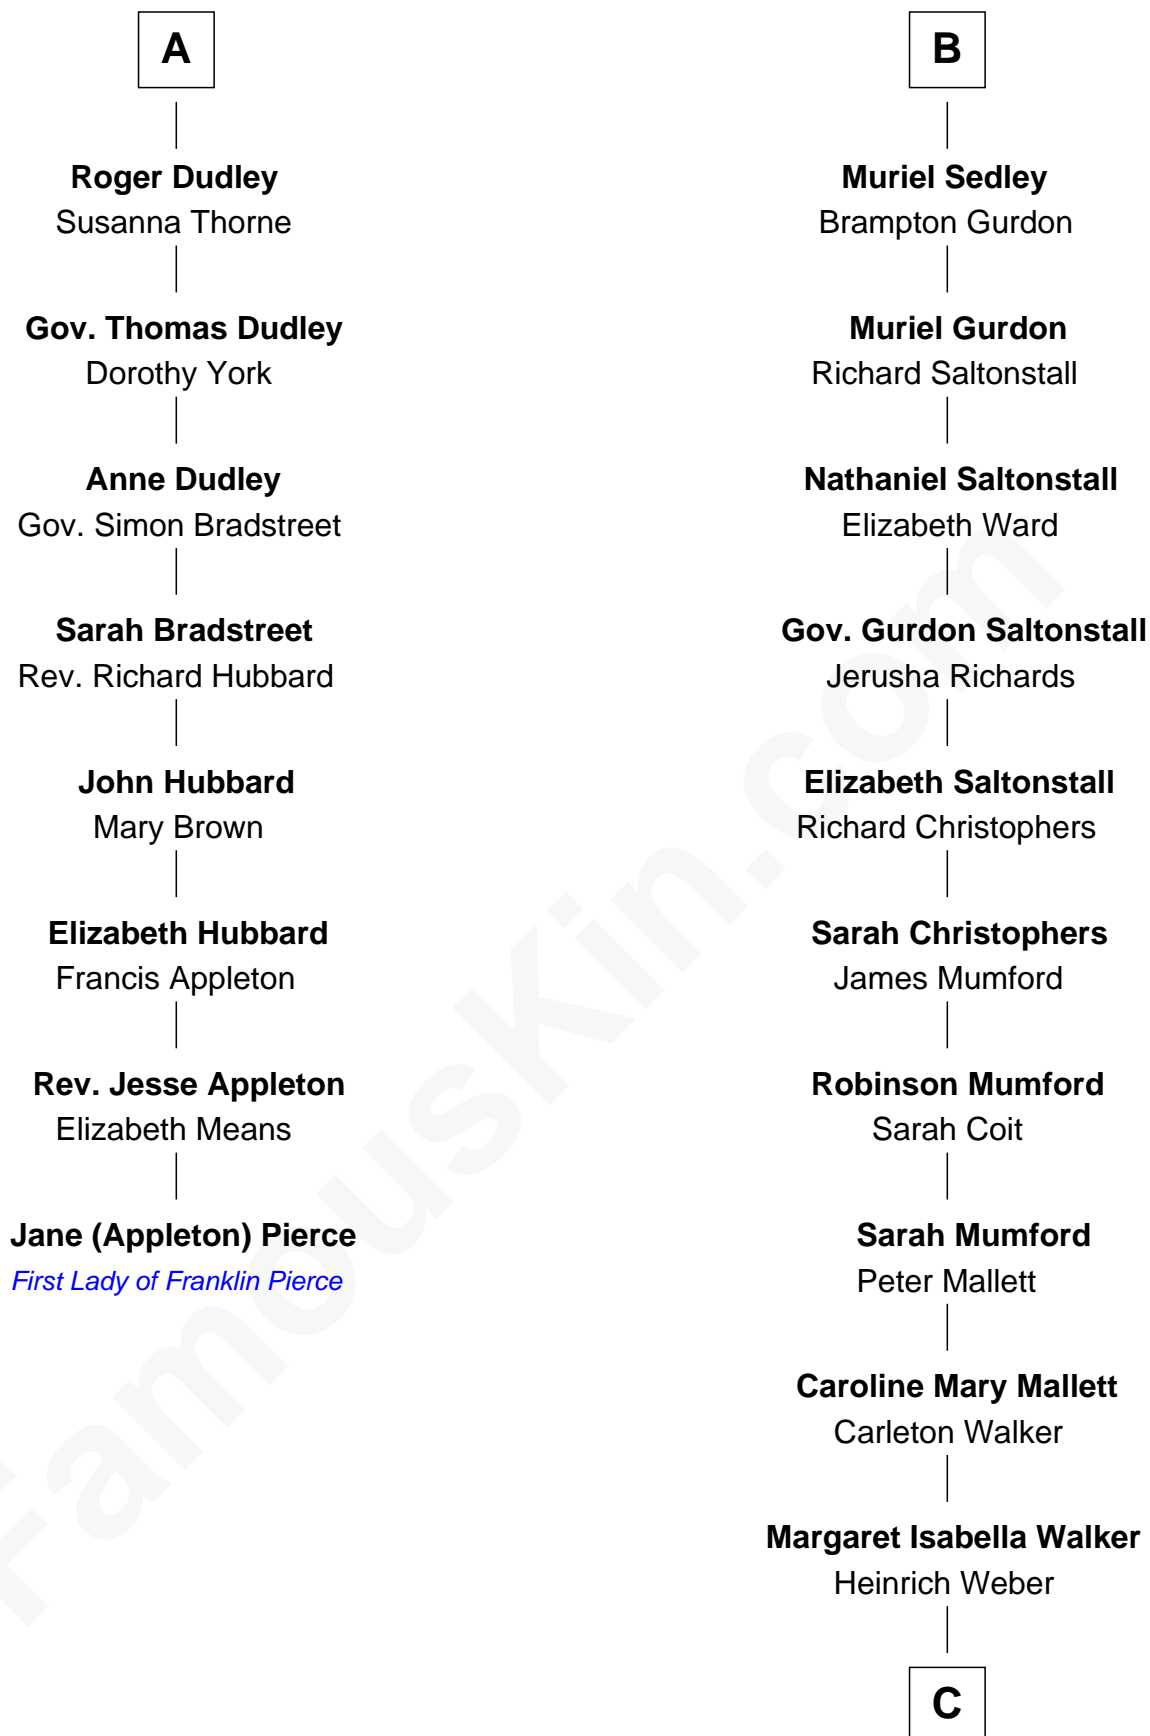 A
Roger Dudley
Susanna Thorne
Gov. Thomas Dudley
Dorothy York
Anne Dudley
Gov. Simon Bradstreet
Sarah Bradstreet
Rev. Richard Hubbard
John Hubbard
Mary Brown
Elizabeth Hubbard
Francis Appleton
Rev. Jesse Appleton
Elizabeth Means
Jane (Appleton) Pierce
First Lady of Franklin Pierce
B
Muriel Sedley
Brampton Gurdon
Muriel Gurdon
Richard Saltonstall
Nathaniel Saltonstall
Elizabeth Ward
Gov. Gurdon Saltonstall
Jerusha Richards
Elizabeth Saltonstall
Richard Christophers
Sarah Christophers
James Mumford
Robinson Mumford
Sarah Coit
Sarah Mumford
Peter Mallett
Caroline Mary Mallett
Carleton Walker
Margaret Isabella Walker
Heinrich Weber
C
FamousKin.com